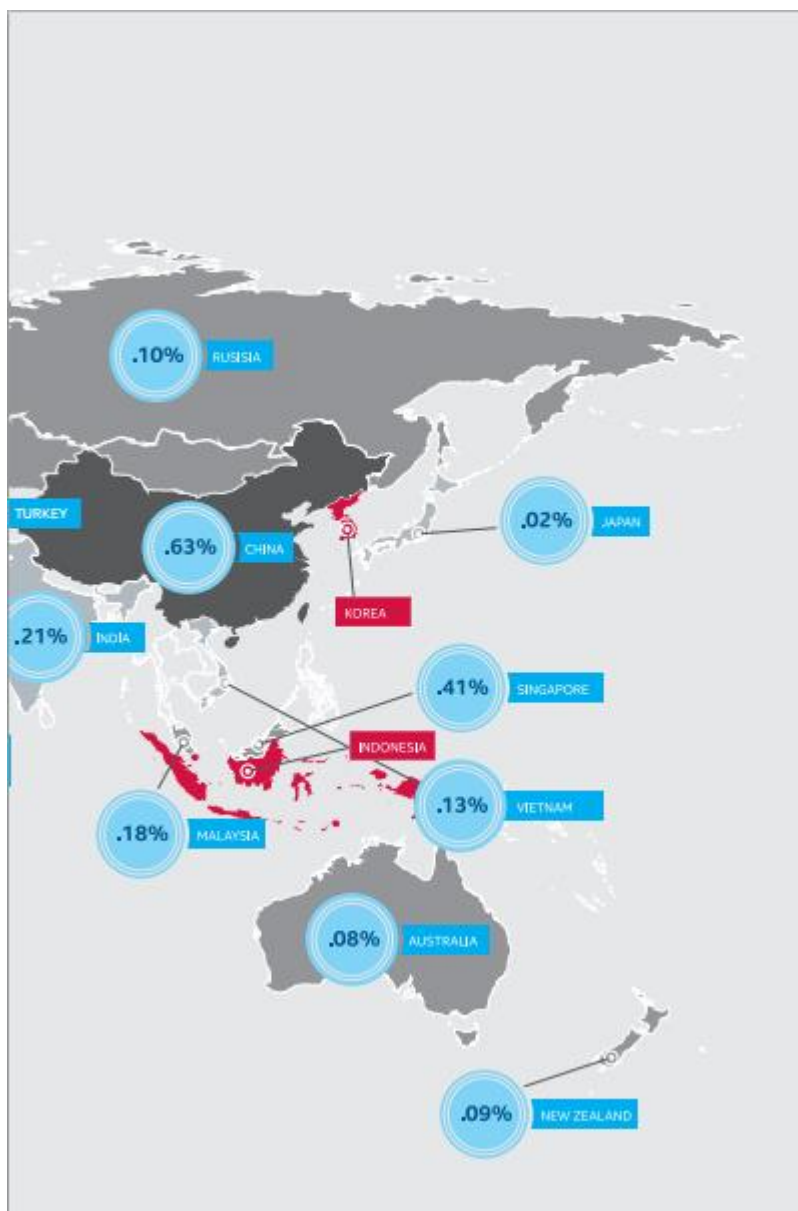 .10%
RUSISIA
TURKEY
.63%
CHINA
.02%
JAPAN
KOREA
.21%
INDIA
.41%
SINGAPORE
INDONESIA
.13%
VIETNAM
.18%
MALAYSIA
.08%
AUSTRALIA
.09%
NEW ZEALAND